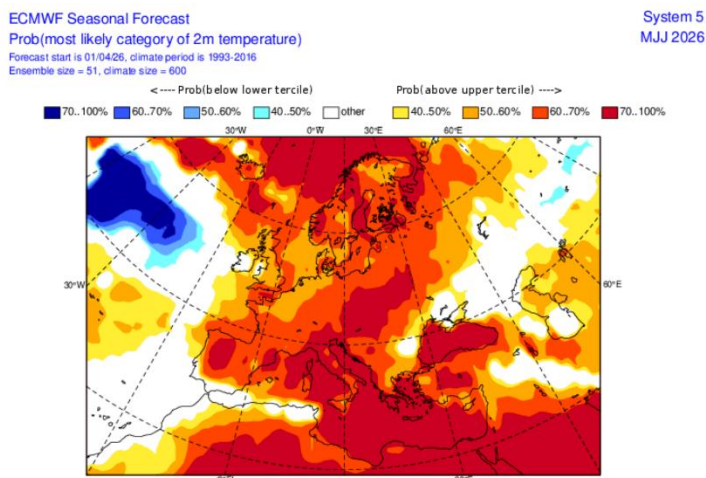 ECMWF Seasonal Forecast
System 5
Prob(most likely category of 2m temperature)
MJJ 2026
Forecast start is 01/04/26, climate period is 1993-2016
Ensemble size = 51, climate size = 600
<---- Prob(below lower tercile)
Prob(above upper tercile) ---->
70..100%
60..70%
50..60%
40..50%
other
40..50%
50..60%
60..70%
70..100%
30°W
0°W
30°E
60°E
30°W
60°E